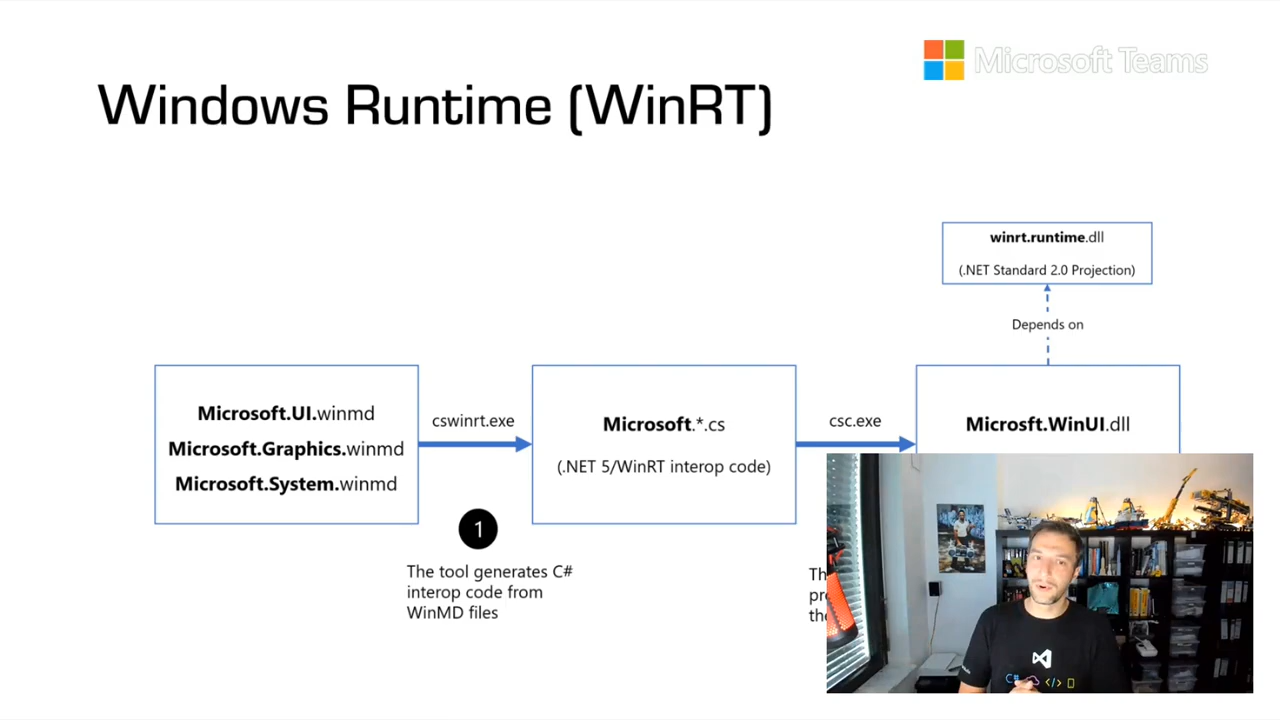 Microsoft Teams
Windows Runtime (WinRT)
winrt.runtime.dll
(.NET Standard 2.0 Projection)
Depends on
Microsoft.UI.winmd
Microsoft.Graphics.winmd
Microsoft.System.winmd
cswinrt.exe
Microsoft.*.cs
(.NET 5/WinRT interop code)
csc.exe
Microsft.WinUI.dll
1
The tool generates C#
interop code from
WinMD files
C# </>